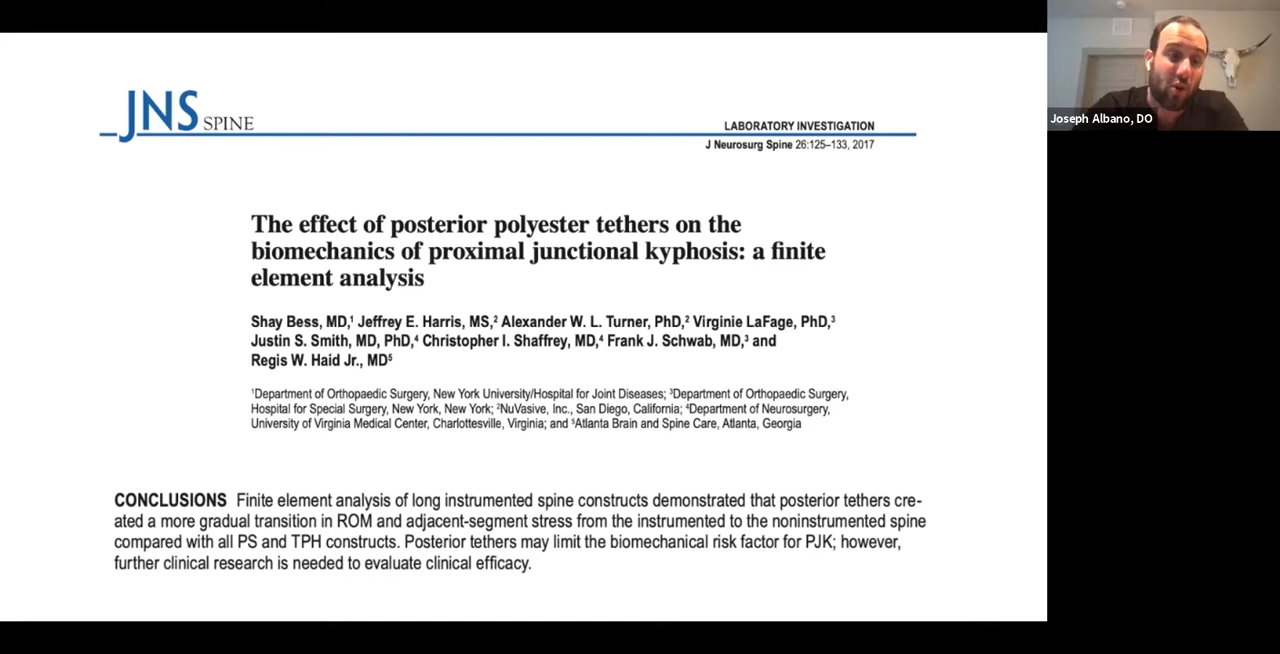 JNS SPINE
LABORATORY INVESTIGATION
J Neurosurg Spine 26:125–133, 2017
The effect of posterior polyester tethers on the
biomechanics of proximal junctional kyphosis: a finite
element analysis
Shay Bess, MD,¹ Jeffrey E. Harris, MS,² Alexander W. L. Turner, PhD,² Virginie LaFage, PhD,³
Justin S. Smith, MD, PhD,⁴ Christopher I. Shaffrey, MD,⁴ Frank J. Schwab, MD,³ and
Regis W. Haid Jr., MD⁵
¹Department of Orthopaedic Surgery, New York University/Hospital for Joint Diseases; ³Department of Orthopaedic Surgery,
Hospital for Special Surgery, New York, New York; ²NuVasive, Inc., San Diego, California; ⁴Department of Neurosurgery,
University of Virginia Medical Center, Charlottesville, Virginia; and ⁵Atlanta Brain and Spine Care, Atlanta, Georgia
CONCLUSIONS Finite element analysis of long instrumented spine constructs demonstrated that posterior tethers cre-
ated a more gradual transition in ROM and adjacent-segment stress from the instrumented to the noninstrumented spine
compared with all PS and TPH constructs. Posterior tethers may limit the biomechanical risk factor for PJK; however,
further clinical research is needed to evaluate clinical efficacy.
Joseph Albano, DO